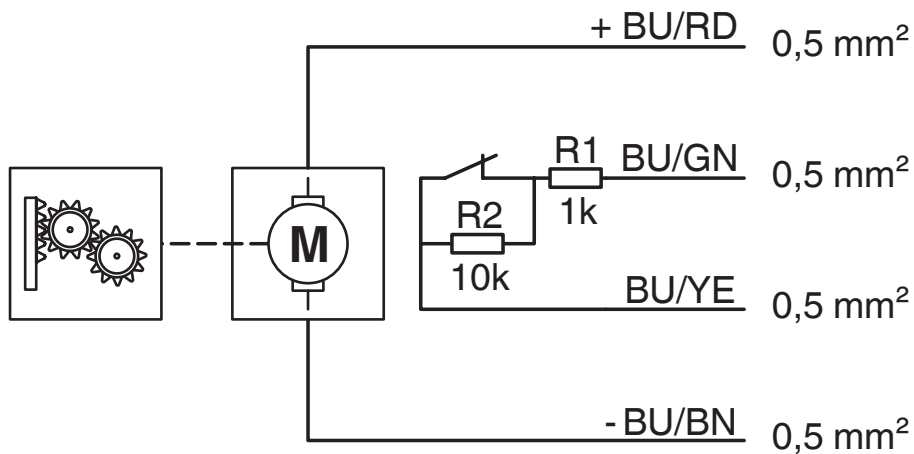 + BU/RD 0,5 mm²
R1 BU/GN 0,5 mm²
1k
R2
10k
M
BU/YE 0,5 mm²
- BU/BN 0,5 mm²